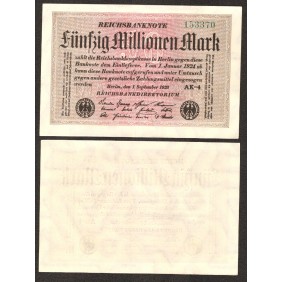 REICHSBANKNOTE
153370
Fünfzig Millionen Mark
zahlt die Reichsbankhauptkasse in Berlin gegen diese
Banknote dem Einlieferer. Vom 1. Januar 1924 ab
kann diese Banknote aufgerufen und unter Umtausch
gegen andere gesetzliche Zahlungsmittel eingezogen
werden
AK-4
Berlin, den 1. September 1923
REICHSBANKDIREKTORIUM